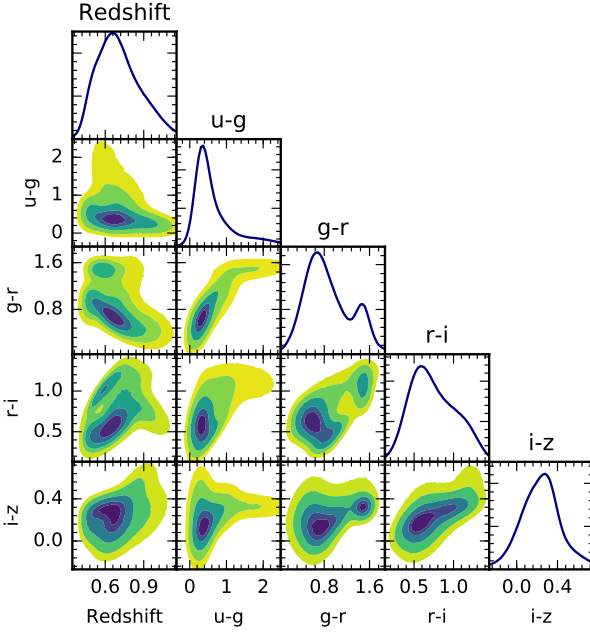 Redshift
u-g
u-g
2
1
0
g-r
g-r
1.6
0.8
r-i
r-i
1.0
0.5
i-z
i-z
0.4
0.0
0.6 0.9 0 1 2 0.8 1.6 0.5 1.0 0.0 0.4
Redshift u-g g-r r-i i-z